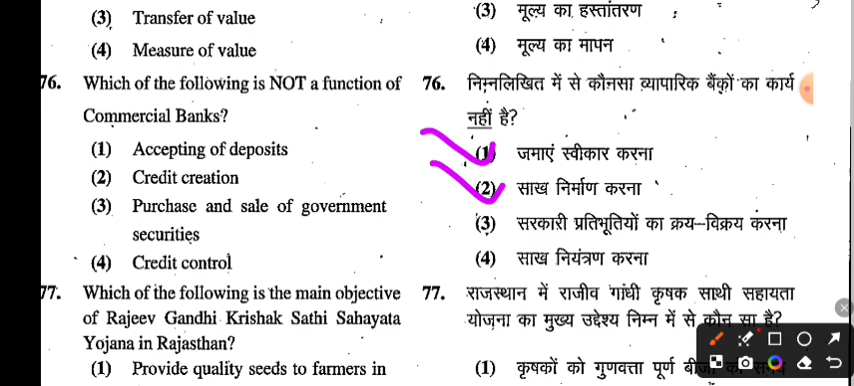 (3) Transfer of value
(4) Measure of value
76. Which of the following is NOT a function of
Commercial Banks?
(1) Accepting of deposits
(2) Credit creation
(3) Purchase and sale of government
securities
(4) Credit control
77. Which of the following is the main objective
of Rajeev Gandhi Krishak Sathi Sahayata
Yojana in Rajasthan?
(1) Provide quality seeds to farmers in
(3) मूल्य का हस्तांतरण
(4) मूल्य का मापन
76. निम्नलिखित में से कौनसा व्यापारिक बैंकों का कार्य
नहीं है?
(1) जमाएं स्वीकार करना
(2) साख निर्माण करना
(3) सरकारी प्रतिभूतियों का क्रय–विक्रय करना
(4) साख नियंत्रण करना
77. राजस्थान में राजीव गांधी कृषक साथी सहायता
योजना का मुख्य उद्देश्य निम्न में से कौन सा है?
(1) कृषकों को गुणवत्ता पूर्ण